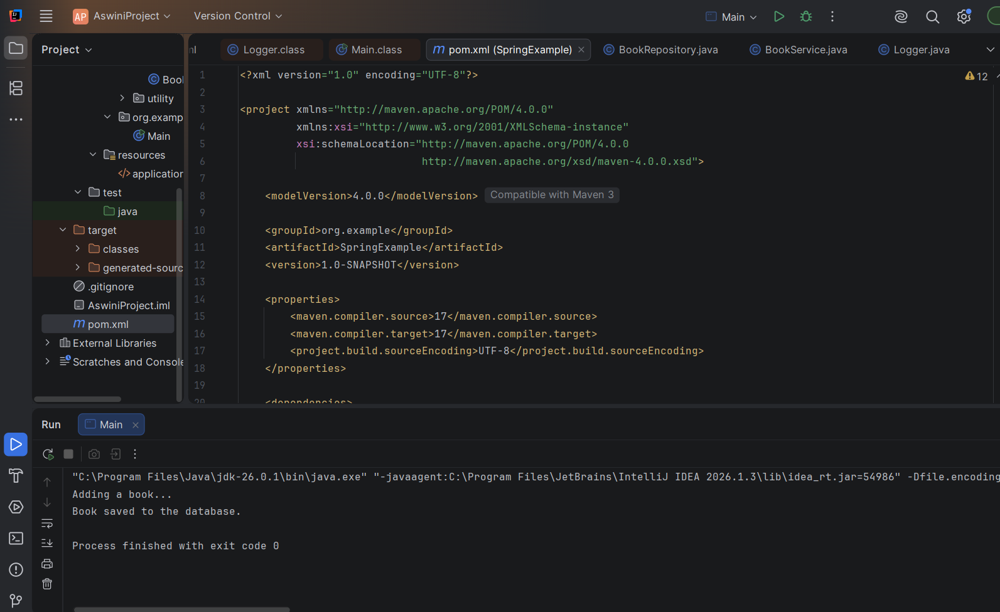 AP AswiniProject
Version Control
Main
Project
Logger.class
Main.class
pom.xml (SpringExample)
BookRepository.java
BookService.java
Logger.java
utility
Main
resources
test
java
target
classes
.gitignore
AswiniProject.iml
pom.xml
External Libraries
Scratches and
12
1 <?xml version="1.0" encoding="UTF-8"?>
2
3 <project xmlns="http://maven.apache.org/POM/4.0.0"
4 xmlns:xsi="http://www.w3.org/2001/XMLSchema-instance"
5 xsi:schemaLocation="http://maven.apache.org/POM/4.0.0
6 http://maven.apache.org/xsd/maven-4.0.0.xsd">
7
8 <modelVersion>4.0.0</modelVersion> Compatible with Maven 3
9
10 <groupId>org.example</groupId>
11 <artifactId>SpringExample</artifactId>
12 <version>1.0-SNAPSHOT</version>
13
14 <properties>
15 <maven.compiler.source>17</maven.compiler.source>
16 <maven.compiler.target>17</maven.compiler.target>
17 <project.build.sourceEncoding>UTF-8</project.build.sourceEncoding>
18 </properties>
19
20 <dependencies>
Run
Main
"C:\Program Files\Java\jdk-26.0.1\bin\java.exe" "-javaagent:C:\Program Files\JetBrains\IntelliJ IDEA 2026.1.3\lib\idea_rt.jar=54986" -Dfile.encoding
Adding a book...
Book saved to the database.
Process finished with exit code 0